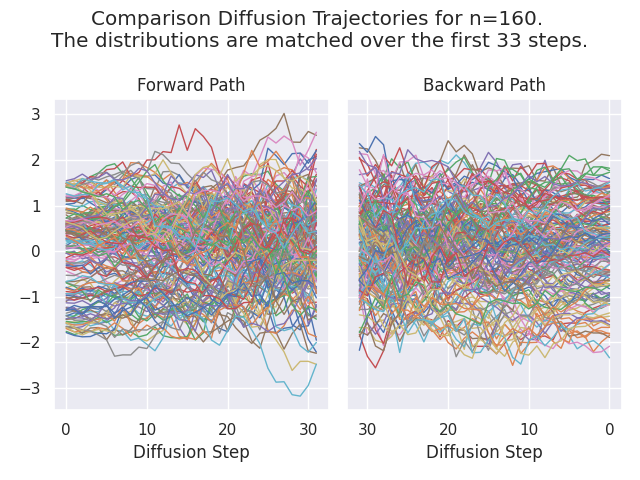 Comparison Diffusion Trajectories for n=160.
The distributions are matched over the first 33 steps.
Forward Path
Backward Path
3
2
1
0
−1
−2
−3
0 10 20 30
30 20 10 0
Diffusion Step
Diffusion Step